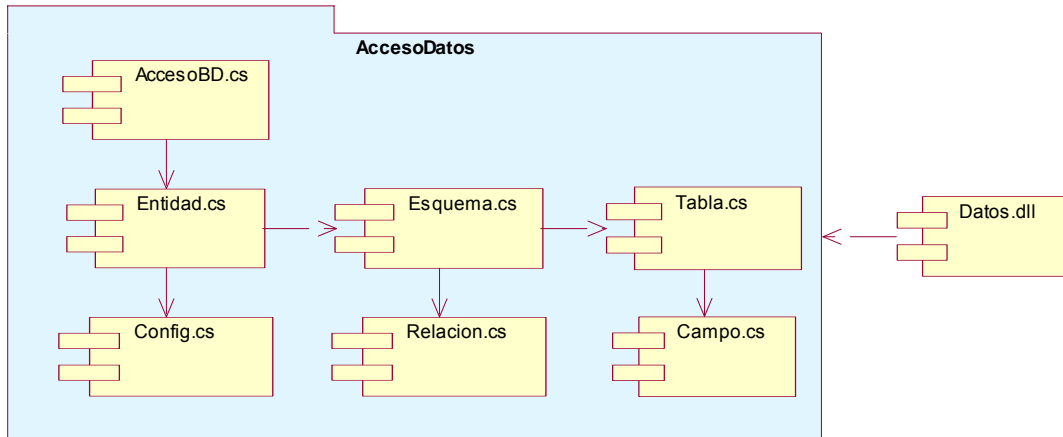 AccesoDatos
AccesoBD.cs
Entidad.cs
Esquema.cs
Tabla.cs
Datos.dll
Config.cs
Relacion.cs
Campo.cs